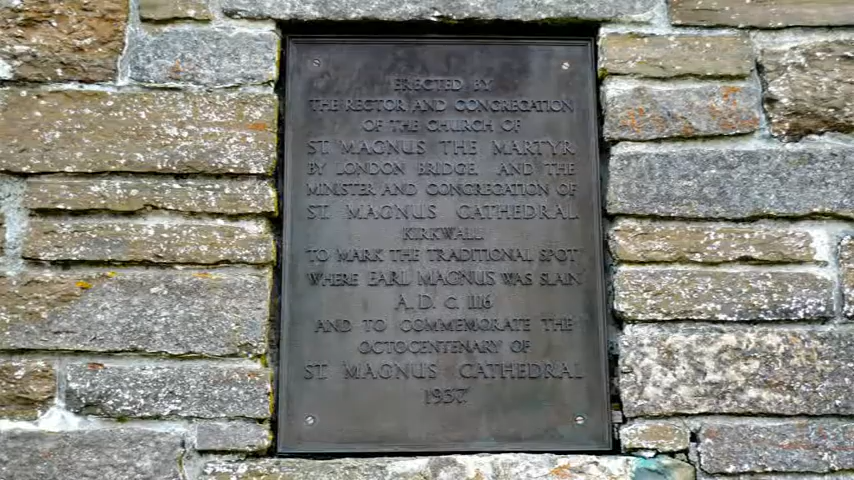 ERECTED BY
THE RECTOR AND CONGREGATION
OF THE CHURCH OF
ST MAGNUS THE MARTYR
BY LONDON BRIDGE. AND THE
MINISTER AND CONGREGATION OF
ST. MAGNUS CATHEDRAL
KIRKWALL
TO MARK THE TRADITIONAL SPOT
WHERE EARL MAGNUS WAS SLAIN
A.D. C. 1116
AND TO COMMEMORATE THE
OCTOCENTENARY OF
ST MAGNUS CATHEDRAL
1937.